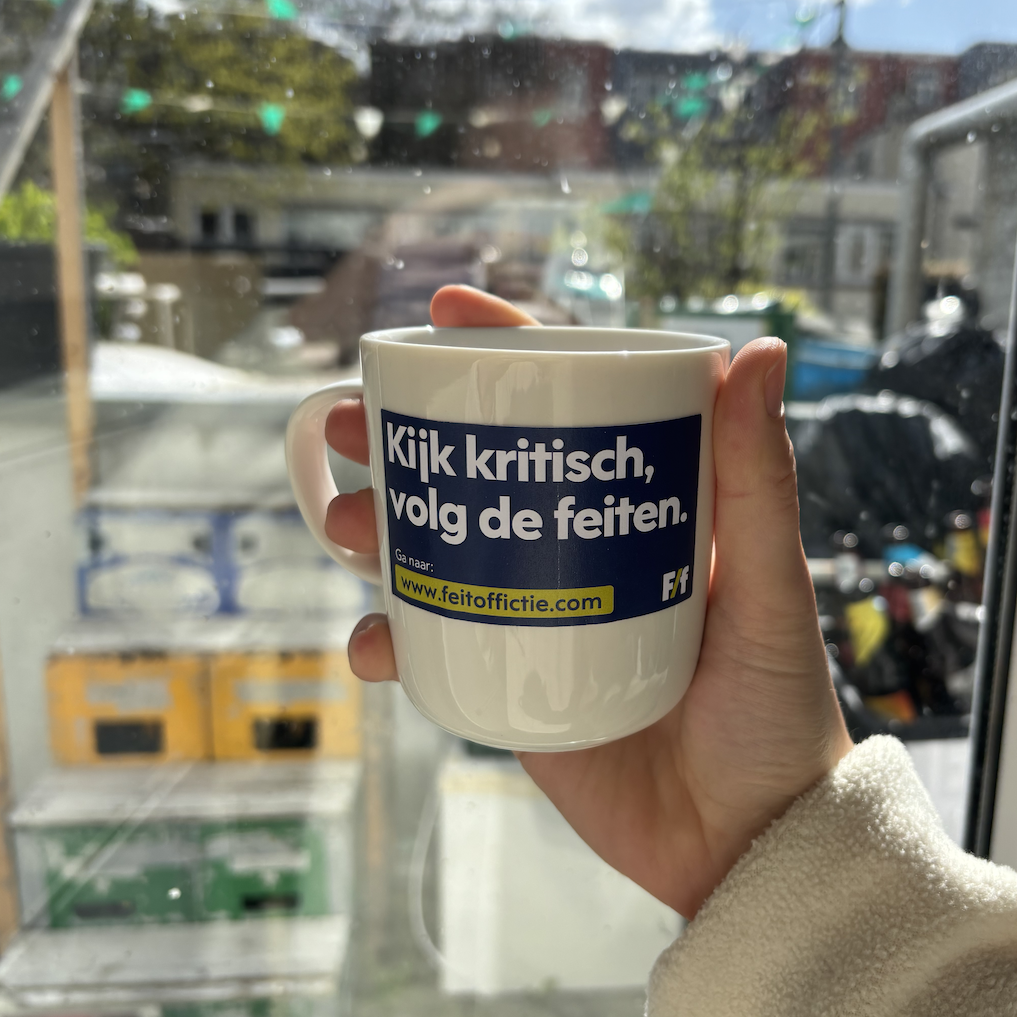 Kijk kritisch,
volg de feiten.
Ga naar:
www.feitoffictie.com
F/f